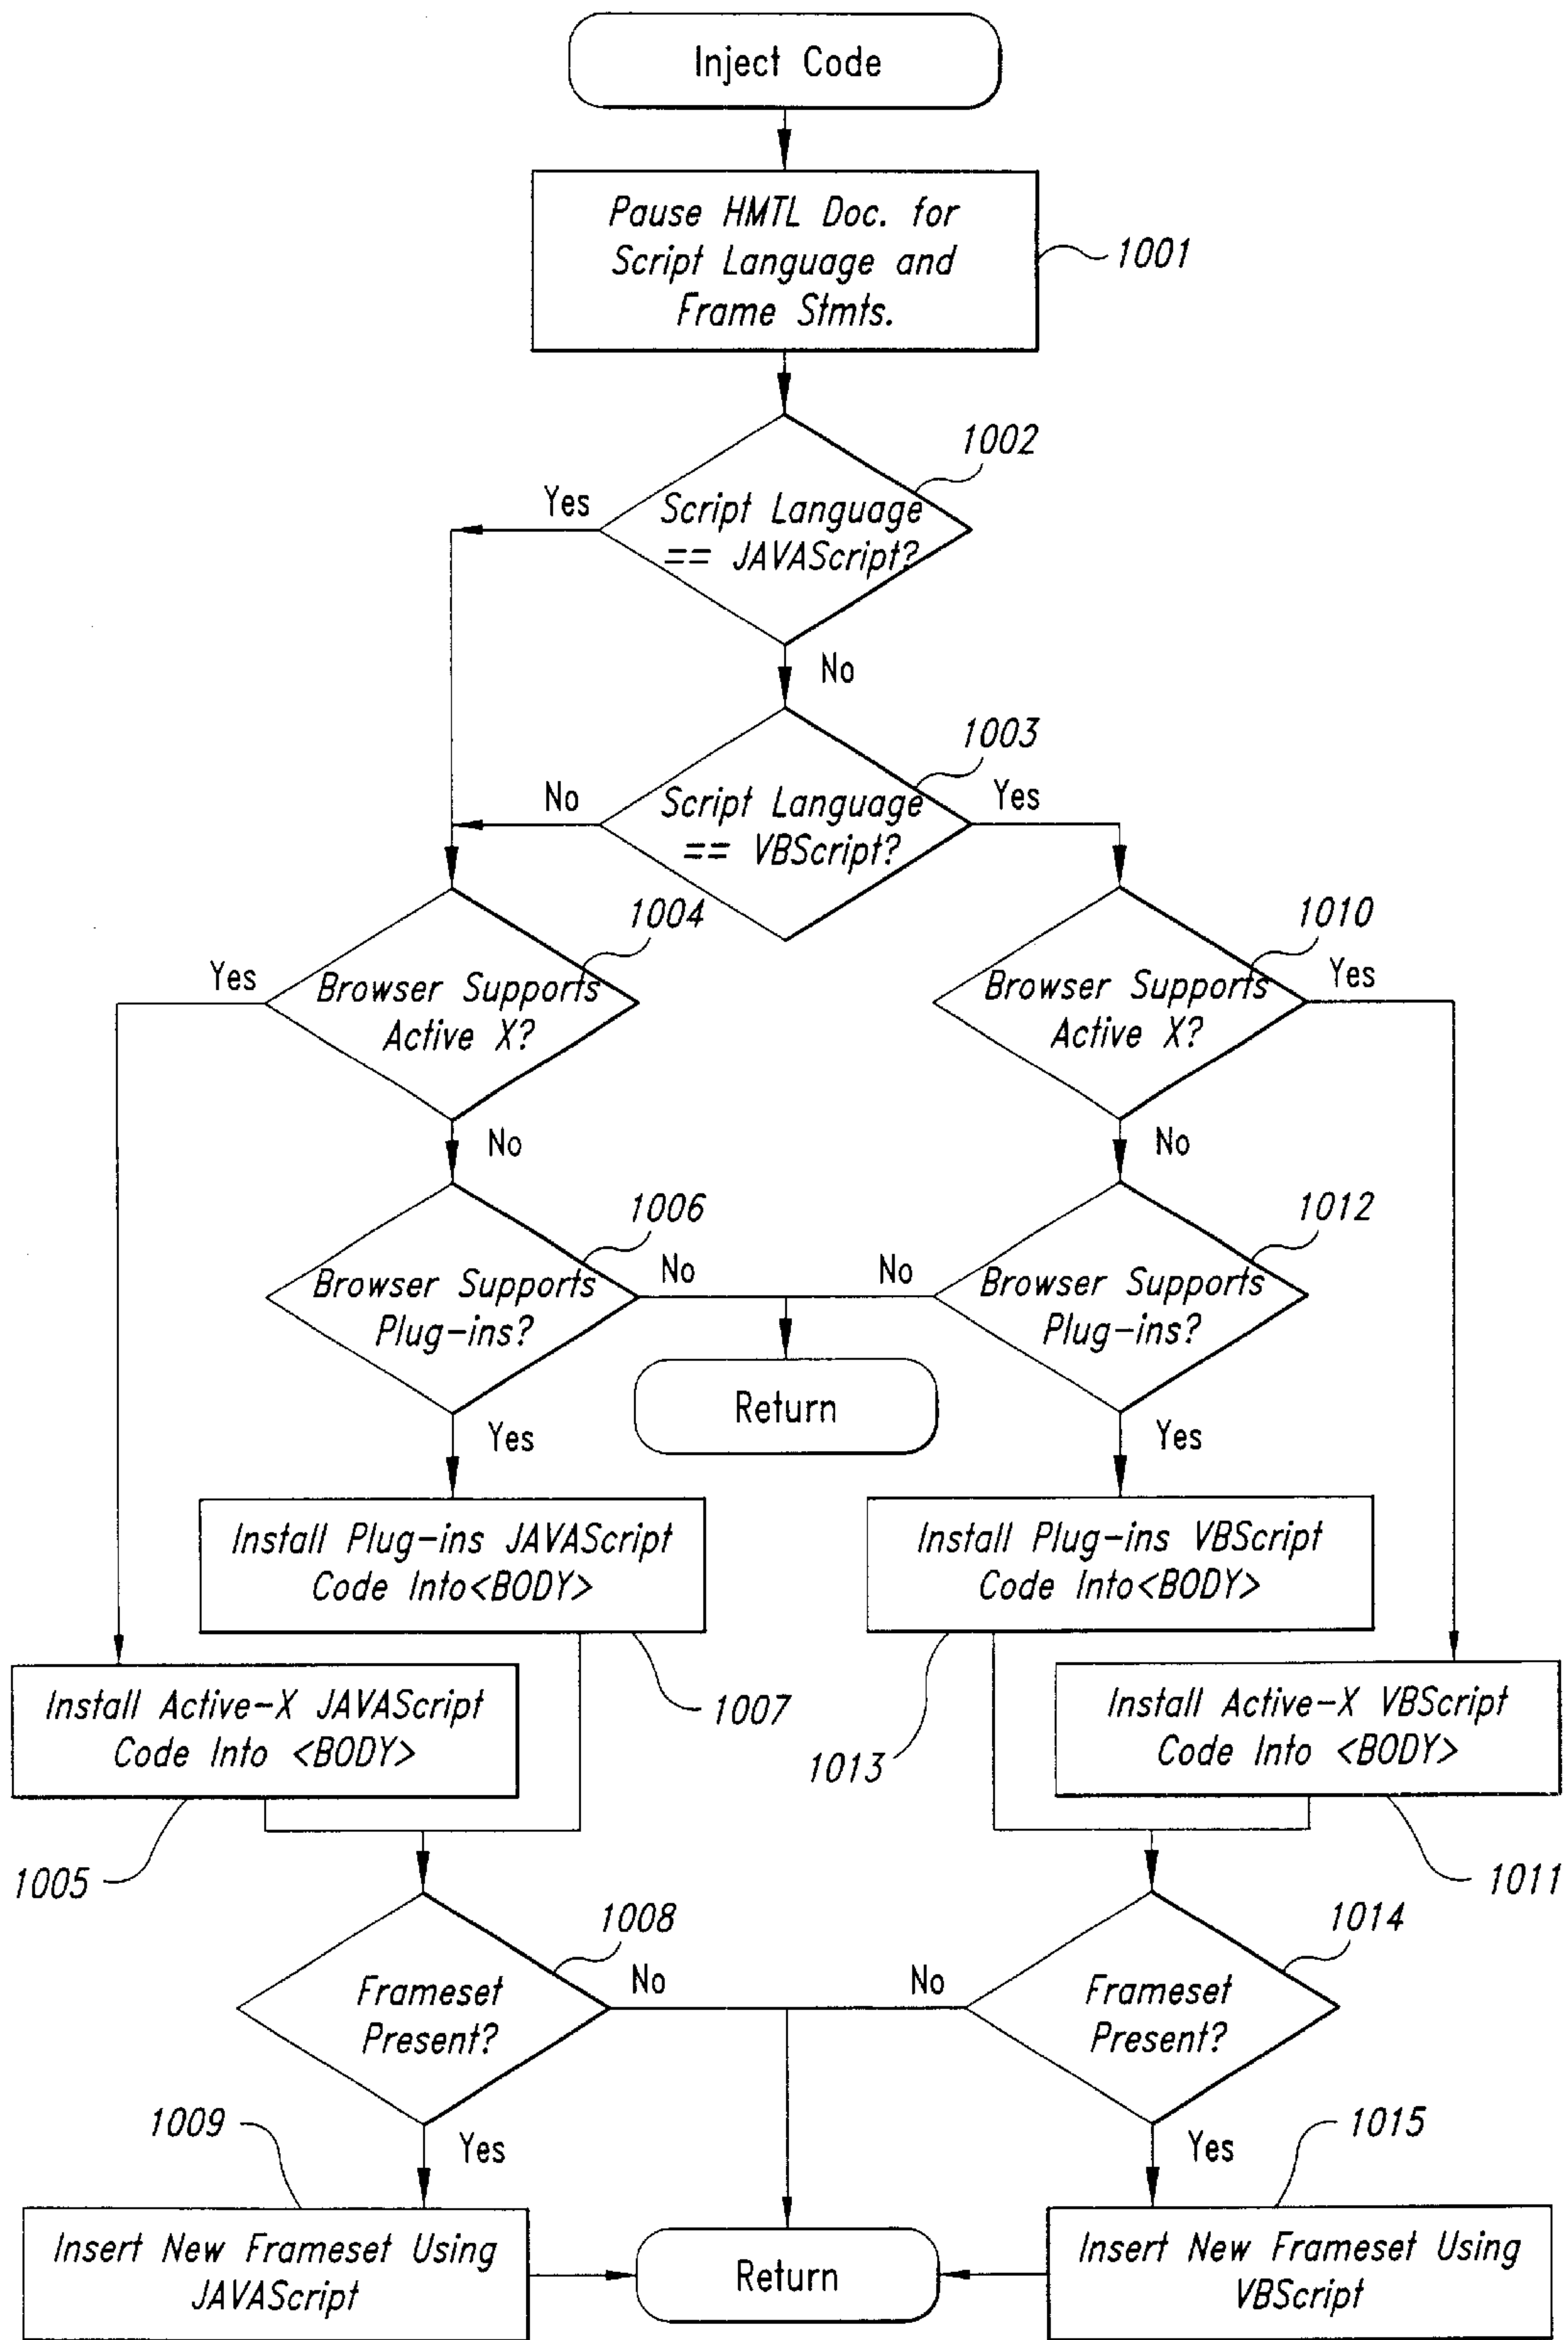 Inject Code
Pause HMTL Doc. for
Script Language and
Frame Stmts.
1001
1002
Yes
Script Language
== JAVAScript?
No
1003
No
Script Language
== VBScript?
Yes
1004
Yes
Browser Supports
Active X?
No
1010
Browser Supports
Active X?
Yes
No
1006
Browser Supports
Plug-ins?
No
Yes
1012
No
Browser Supports
Plug-ins?
Yes
Return
Install Plug-ins JAVAScript
Code Into<BODY>
1007
Install Plug-ins VBScript
Code Into<BODY>
1013
Install Active-X JAVAScript
Code Into <BODY>
1005
Install Active-X VBScript
Code Into <BODY>
1011
1008
Frameset
Present?
No
Yes
1014
No
Frameset
Present?
Yes
1009
Insert New Frameset Using
JAVAScript
Return
1015
Insert New Frameset Using
VBScript